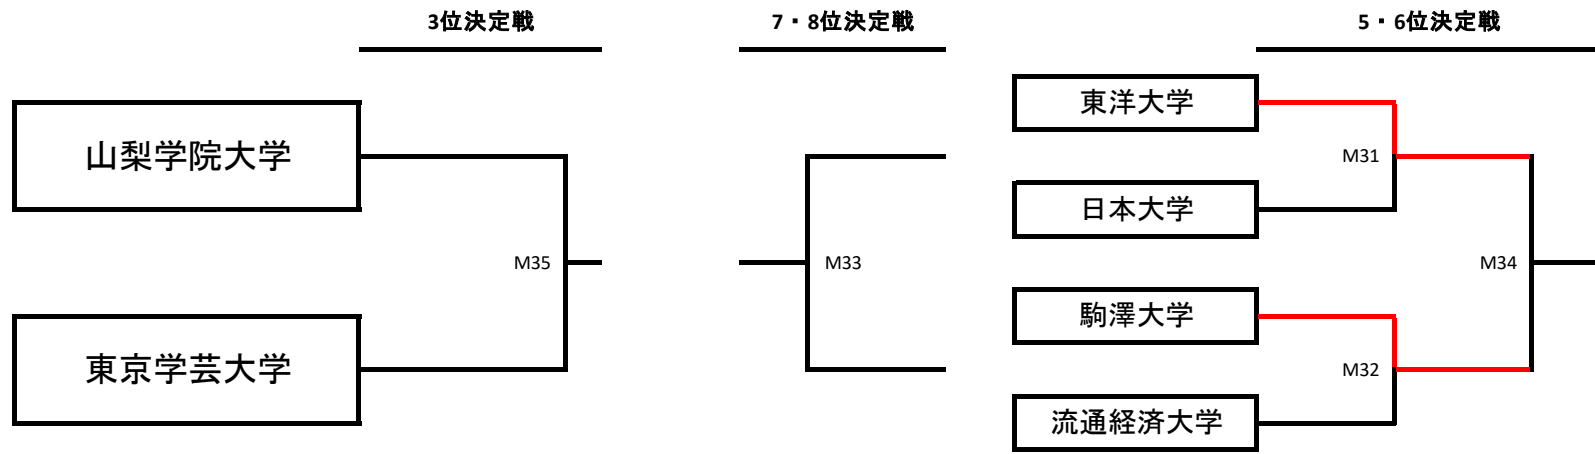 3位決定戦
7・8位決定戦
5・6位決定戦
山梨学院大学
東京学芸大学
M35
M33
東洋大学
日本大学
駒澤大学
流通経済大学
M31
M32
M34